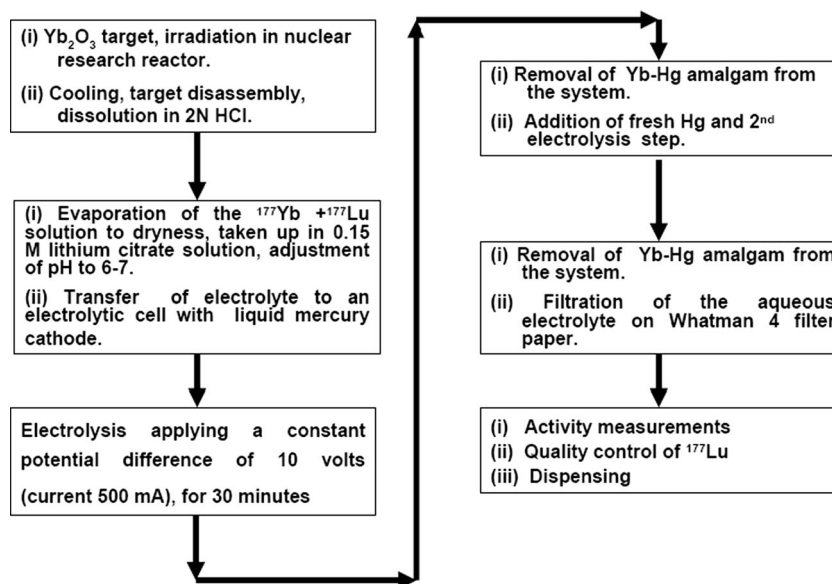 (i) Yb₂O₃ target, irradiation in nuclear
research reactor.
(ii) Cooling, target disassembly,
dissolution in 2N HCl.
(i) Evaporation of the ¹⁷⁷Yb +¹⁷⁷Lu
solution to dryness, taken up in 0.15
M lithium citrate solution, adjustment
of pH to 6-7.
(ii) Transfer of electrolyte to an
electrolytic cell with liquid mercury
cathode.
Electrolysis applying a constant
potential difference of 10 volts
(current 500 mA), for 30 minutes
(i) Removal of Yb-Hg amalgam from
the system.
(ii) Addition of fresh Hg and 2ⁿᵈ
electrolysis step.
(i) Removal of Yb-Hg amalgam from
the system.
(ii) Filtration of the aqueous
electrolyte on Whatman 4 filter
paper.
(i) Activity measurements
(ii) Quality control of ¹⁷⁷Lu
(iii) Dispensing